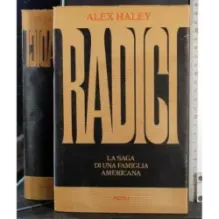 ALEX HALEY
RADICI
LA SAGA
DI UNA FAMIGLIA
AMERICANA